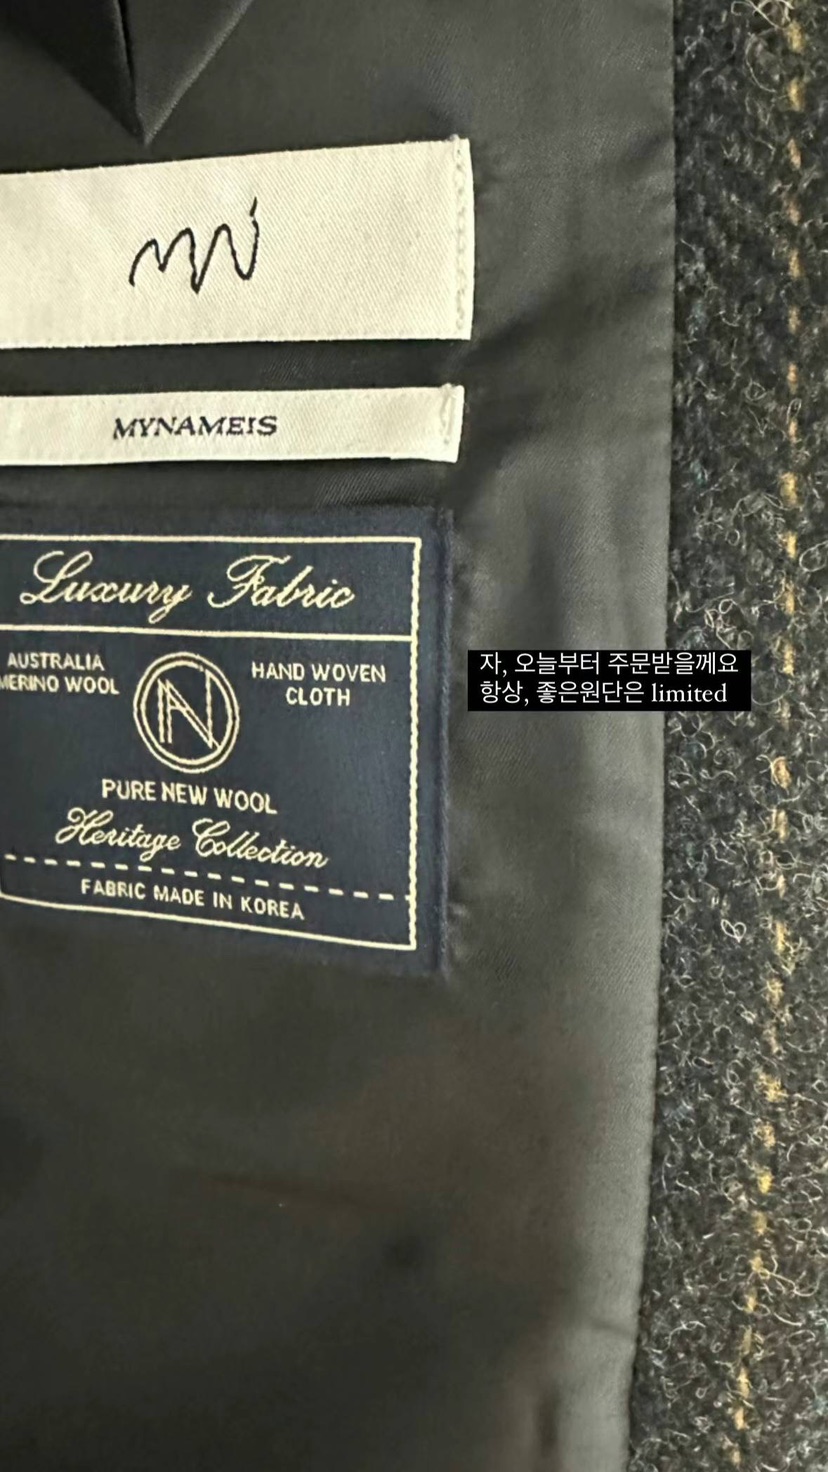 MYNAMEIS
Luxury Fabric
AUSTRALIA
MERINO WOOL
HAND WOVEN
CLOTH
PURE NEW WOOL
Heritage Collection
FABRIC MADE IN KOREA
자, 오늘부터 주문받을께요
항상, 좋은원단은 limited